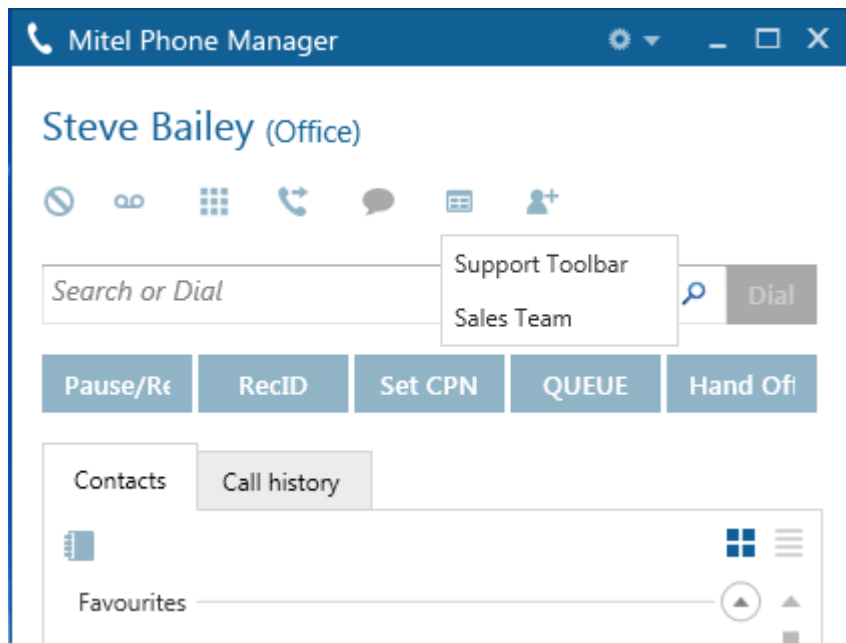 Mitel Phone Manager
Steve Bailey (Office)
Support Toolbar
Sales Team
Search or Dial
Dial
Pause/Re
RecID
Set CPN
QUEUE
Hand Off
Contacts
Call history
Favourites